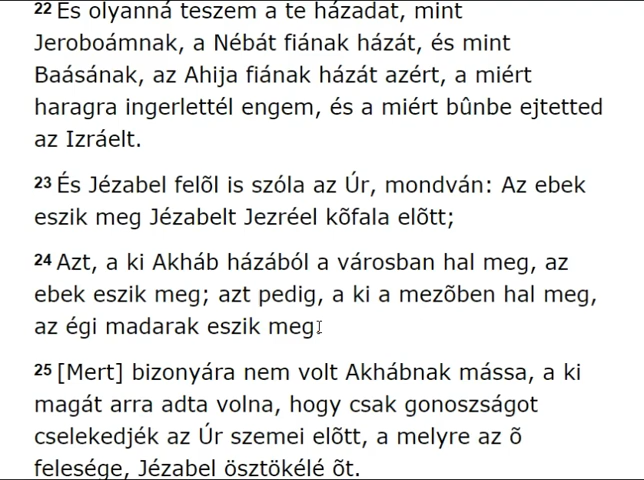 22 És olyanná teszem a te házadat, mint
Jeroboámnak, a Nébát fiának házát, és mint
Baásának, az Ahija fiának házát azért, a miért
haragra ingerlettél engem, és a miért bûnbe ejtetted
az Izráelt.
23 És Jézabel felõl is szóla az Úr, mondván: Az ebek
eszik meg Jézabelt Jezréel kõfala elõtt;
24 Azt, a ki Akháb házából a városban hal meg, az
ebek eszik meg; azt pedig, a ki a mezõben hal meg,
az égi madarak eszik meg:
25 [Mert] bizonyára nem volt Akhábnak mássa, a ki
magát arra adta volna, hogy csak gonoszságot
cselekedjék az Úr szemei elõtt, a melyre az õ
felesége, Jézabel ösztökélé õt.